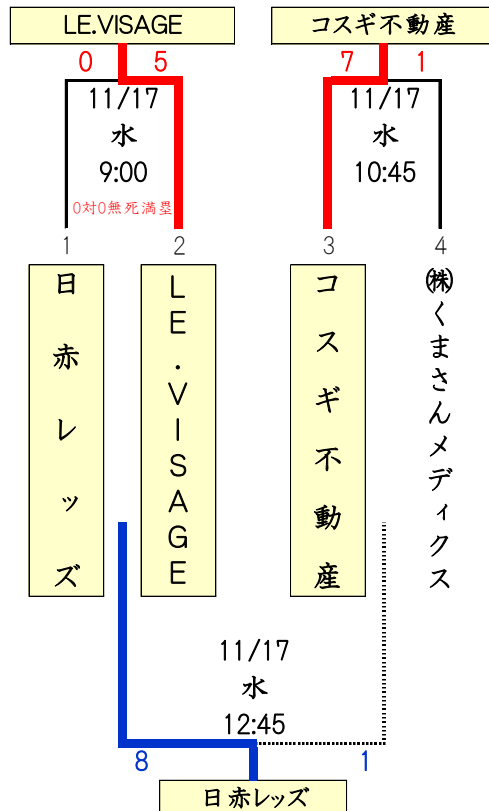 LE.VISAGE
コスギ不動産
0 5
7 1
11/17
水
9:00
0対0無死満塁
11/17
水
10:45
1
2
3
4
日赤レッズ
LE.VISAGE
コスギ不動産
㈱くまさんメディクス
11/17
水
12:45
8
1
日赤レッズ